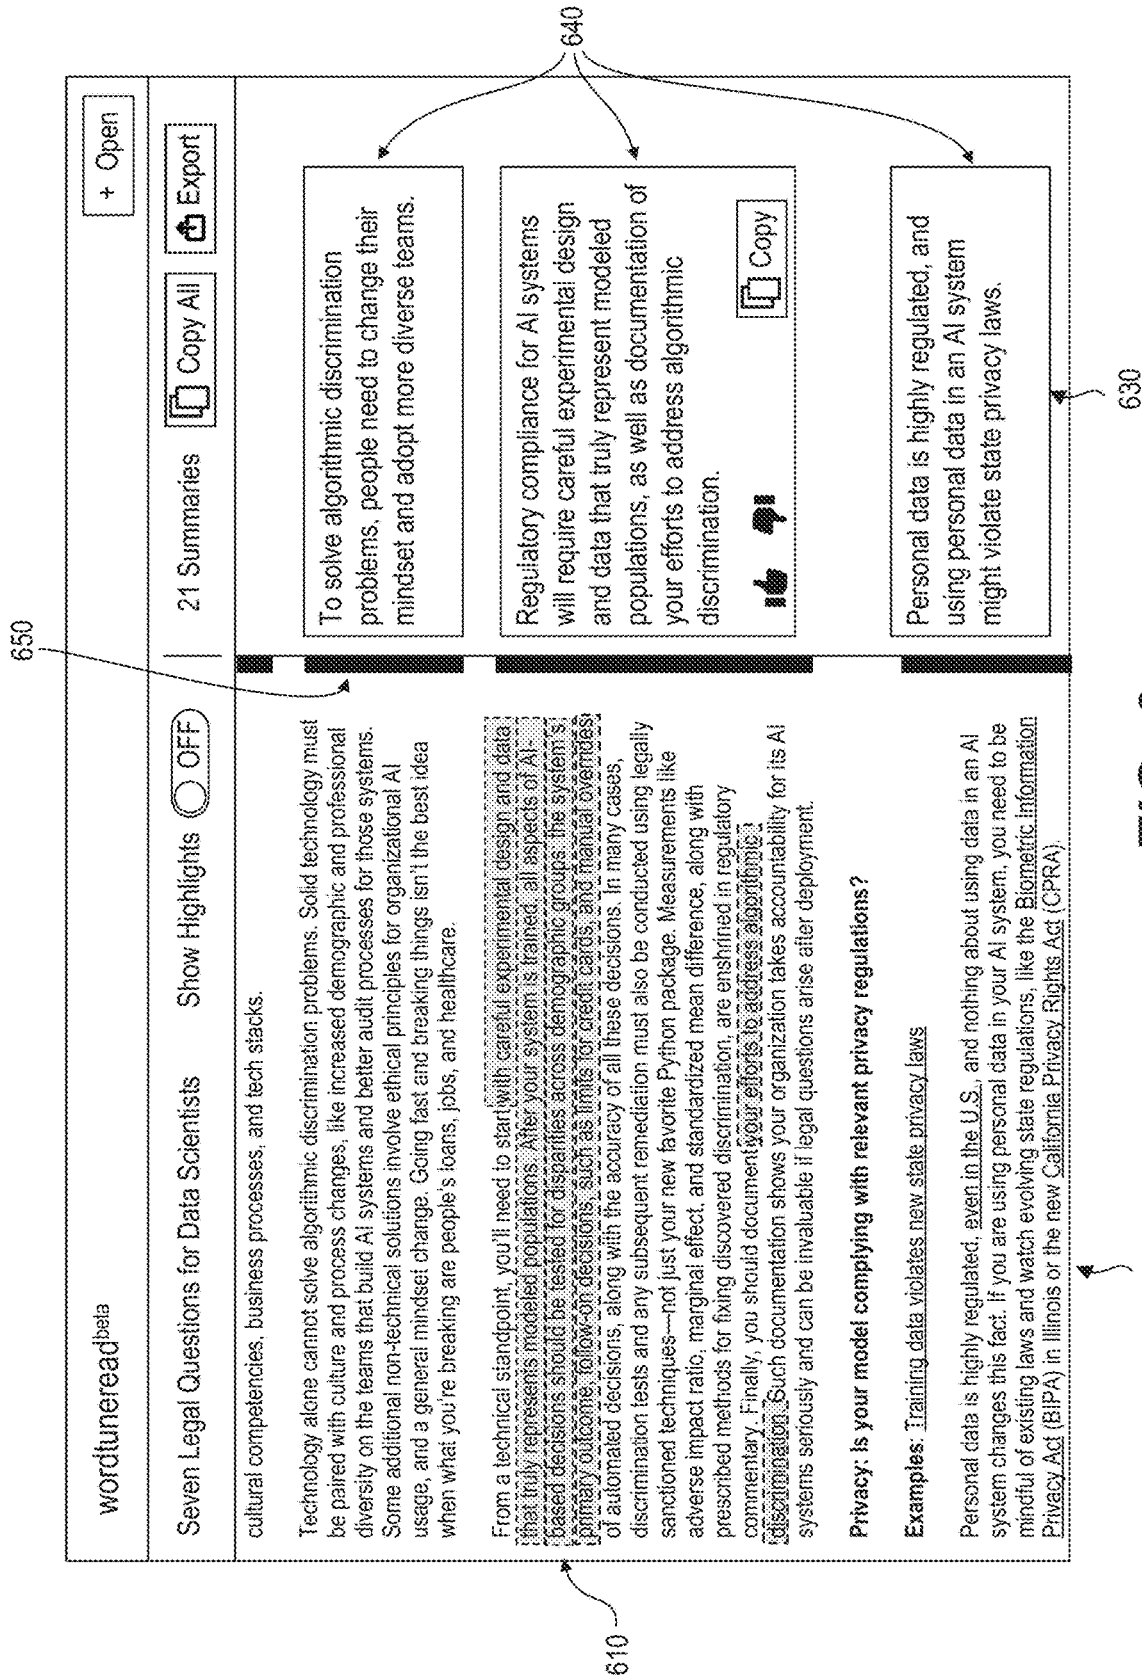 wordtuneread beta
+ Open
Seven Legal Questions for Data Scientists
Show Highlights
OFF
21 Summaries
Copy All
Export
cultural competencies, business processes, and tech stacks.
Technology alone cannot solve algorithmic discrimination problems. Solid technology must
be paired with culture and process changes, like increased demographic and professional
diversity on the teams that build AI systems and better audit processes for those systems.
Some additional non-technical solutions involve ethical principles for organizational AI
usage, and a general mindset change. Going fast and breaking things isn't the best idea
when what you're breaking are people's loans, jobs, and healthcare.
From a technical standpoint, you'll need to start with careful experimental design and data
that truly represents modeled populations. After your system is trained, all aspects of AI-
based decisions should be tested for disparities across demographic groups: the system's
primary outcome, follow-on decisions, such as limits for credit cards, and manual overrides
of automated decisions, along with the accuracy of all these decisions. In many cases,
discrimination tests and any subsequent remediation must also be conducted using legally
sanctioned techniques—not just your new favorite Python package. Measurements like
adverse impact ratio, marginal effect, and standardized mean difference, along with
prescribed methods for fixing discovered discrimination, are enshrined in regulatory
commentary. Finally, you should document your efforts to address algorithmic
discrimination. Such documentation shows your organization takes accountability for its AI
systems seriously and can be invaluable if legal questions arise after deployment.
Privacy: Is your model complying with relevant privacy regulations?
Examples: Training data violates new state privacy laws
Personal data is highly regulated, even in the U.S., and nothing about using data in an AI
system changes this fact. If you are using personal data in your AI system, you need to be
mindful of existing laws and watch evolving state regulations, like the Biometric Information
Privacy Act (BIPA) in Illinois or the new California Privacy Rights Act (CPRA).
To solve algorithmic discrimination
problems, people need to change their
mindset and adopt more diverse teams.
Regulatory compliance for AI systems
will require careful experimental design
and data that truly represent modeled
populations, as well as documentation of
your efforts to address algorithmic
discrimination.
Copy
Personal data is highly regulated, and
using personal data in an AI system
might violate state privacy laws.
610
650
640
630